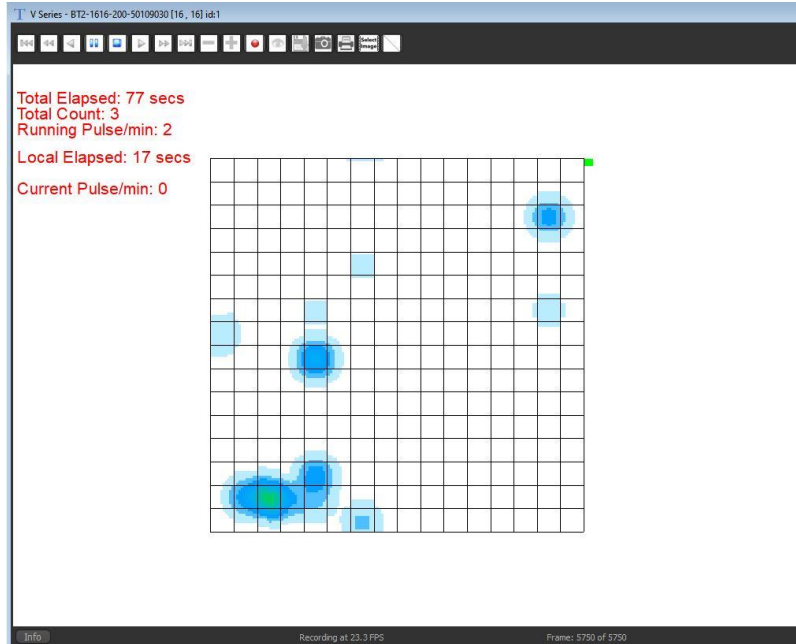 V Series - BT2-1616-200-50109030 [16 , 16] id:1
Select Image
Total Elapsed: 77 secs
Total Count: 3
Running Pulse/min: 2
Local Elapsed: 17 secs
Current Pulse/min: 0
Info
Recording at 23.3 FPS
Frame: 5750 of 5750